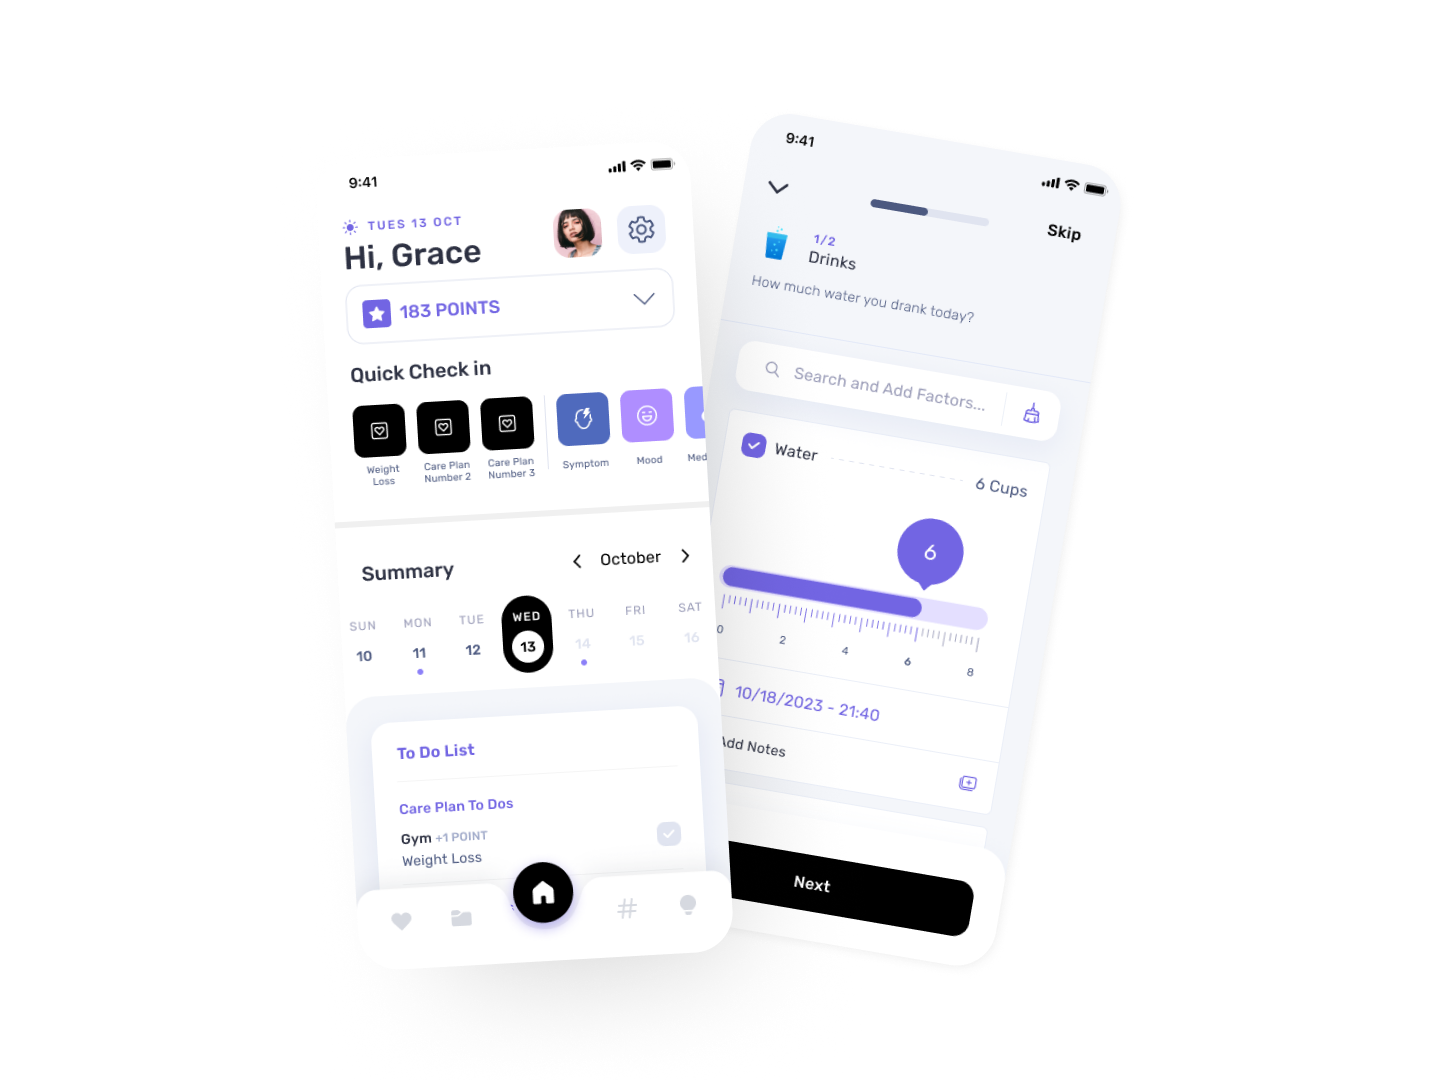 9:41
TUES 13 OCT
Hi, Grace
183 POINTS
Quick Check in
Weight Loss
Care Plan Number 2
Care Plan Number 3
Symptom
Mood
Med
Summary
October
SUN MON TUE WED THU FRI SAT
10 11 12 13 14 15 16
To Do List
Care Plan To Dos
Gym +1 POINT
Weight Loss
9:41
Skip
1/2
Drinks
How much water you drank today?
Search and Add Factors...
Water
6 Cups
6
0 2 4 6 8
10/18/2023 - 21:40
Add Notes
Next